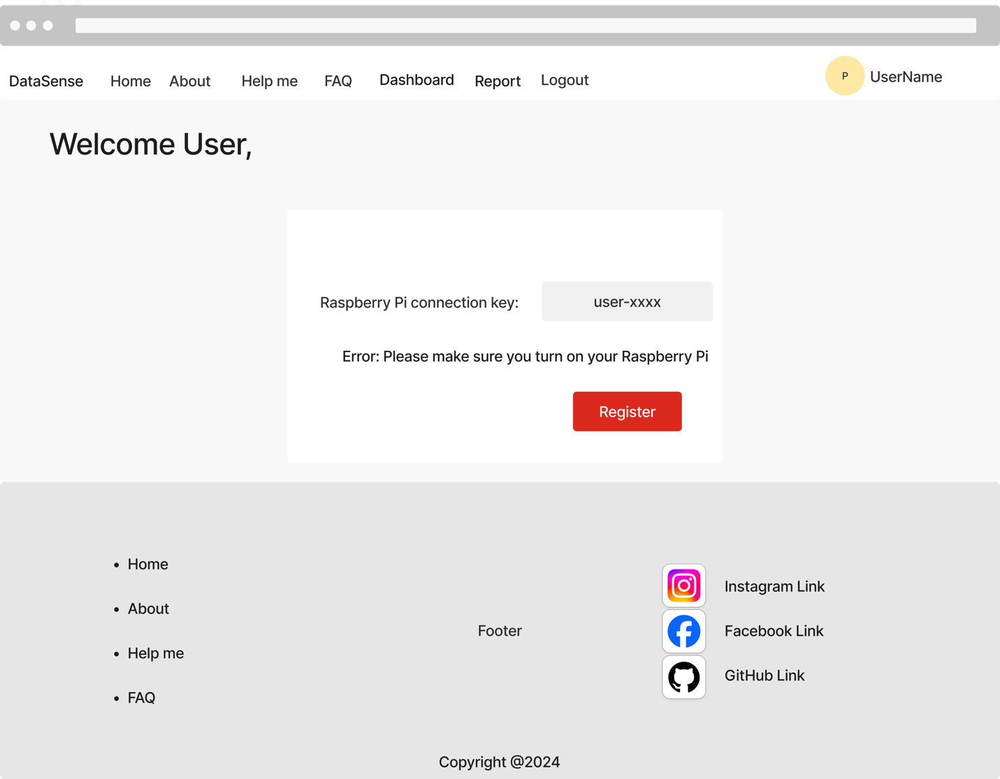 DataSense Home About Help me FAQ Dashboard Report Logout P UserName
Welcome User,
Raspberry Pi connection key: user-xxxx
Error: Please make sure you turn on your Raspberry Pi
Register
• Home
• About
• Help me
• FAQ
Footer
Instagram Link
Facebook Link
GitHub Link
Copyright @2024